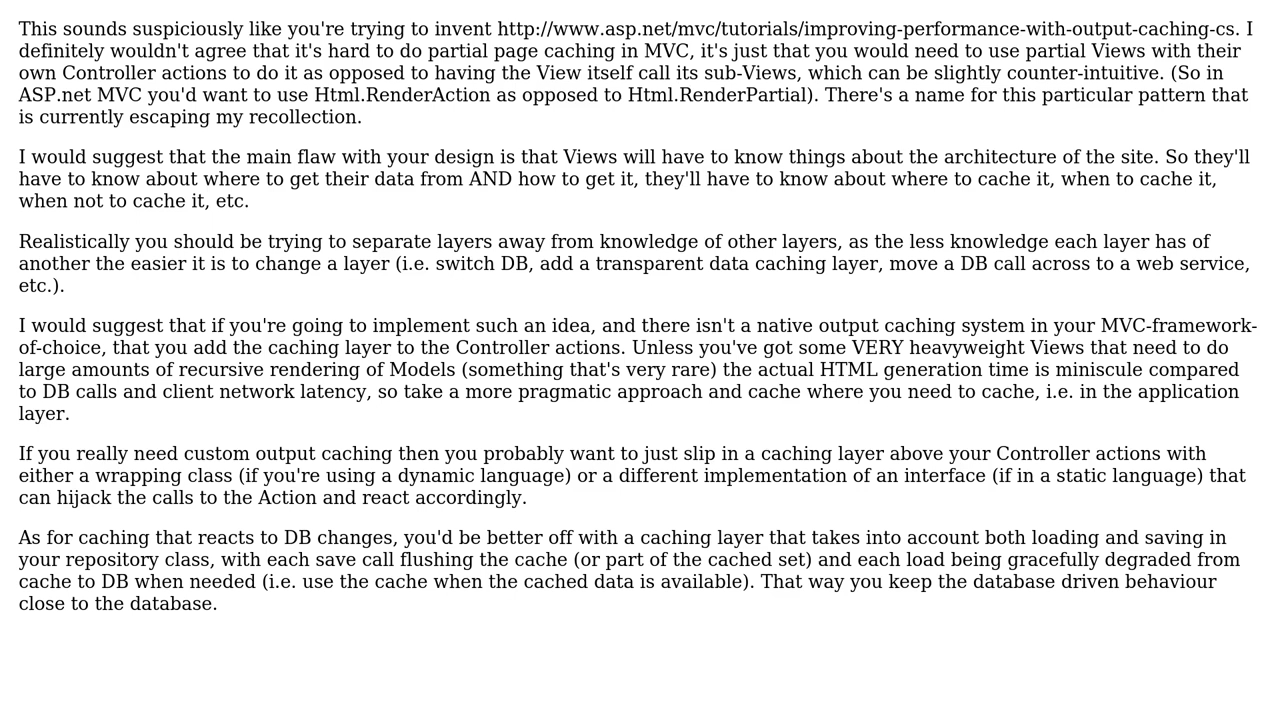 This sounds suspiciously like you're trying to invent http://www.asp.net/mvc/tutorials/improving-performance-with-output-caching-cs. I
definitely wouldn't agree that it's hard to do partial page caching in MVC, it's just that you would need to use partial Views with their
own Controller actions to do it as opposed to having the View itself call its sub-Views, which can be slightly counter-intuitive. (So in
ASP.net MVC you'd want to use Html.RenderAction as opposed to Html.RenderPartial). There's a name for this particular pattern that
is currently escaping my recollection.
I would suggest that the main flaw with your design is that Views will have to know things about the architecture of the site. So they'll
have to know about where to get their data from AND how to get it, they'll have to know about where to cache it, when to cache it,
when not to cache it, etc.
Realistically you should be trying to separate layers away from knowledge of other layers, as the less knowledge each layer has of
another the easier it is to change a layer (i.e. switch DB, add a transparent data caching layer, move a DB call across to a web service,
etc.).
I would suggest that if you're going to implement such an idea, and there isn't a native output caching system in your MVC-framework-
of-choice, that you add the caching layer to the Controller actions. Unless you've got some VERY heavyweight Views that need to do
large amounts of recursive rendering of Models (something that's very rare) the actual HTML generation time is miniscule compared
to DB calls and client network latency, so take a more pragmatic approach and cache where you need to cache, i.e. in the application
layer.
If you really need custom output caching then you probably want to just slip in a caching layer above your Controller actions with
either a wrapping class (if you're using a dynamic language) or a different implementation of an interface (if in a static language) that
can hijack the calls to the Action and react accordingly.
As for caching that reacts to DB changes, you'd be better off with a caching layer that takes into account both loading and saving in
your repository class, with each save call flushing the cache (or part of the cached set) and each load being gracefully degraded from
cache to DB when needed (i.e. use the cache when the cached data is available). That way you keep the database driven behaviour
close to the database.